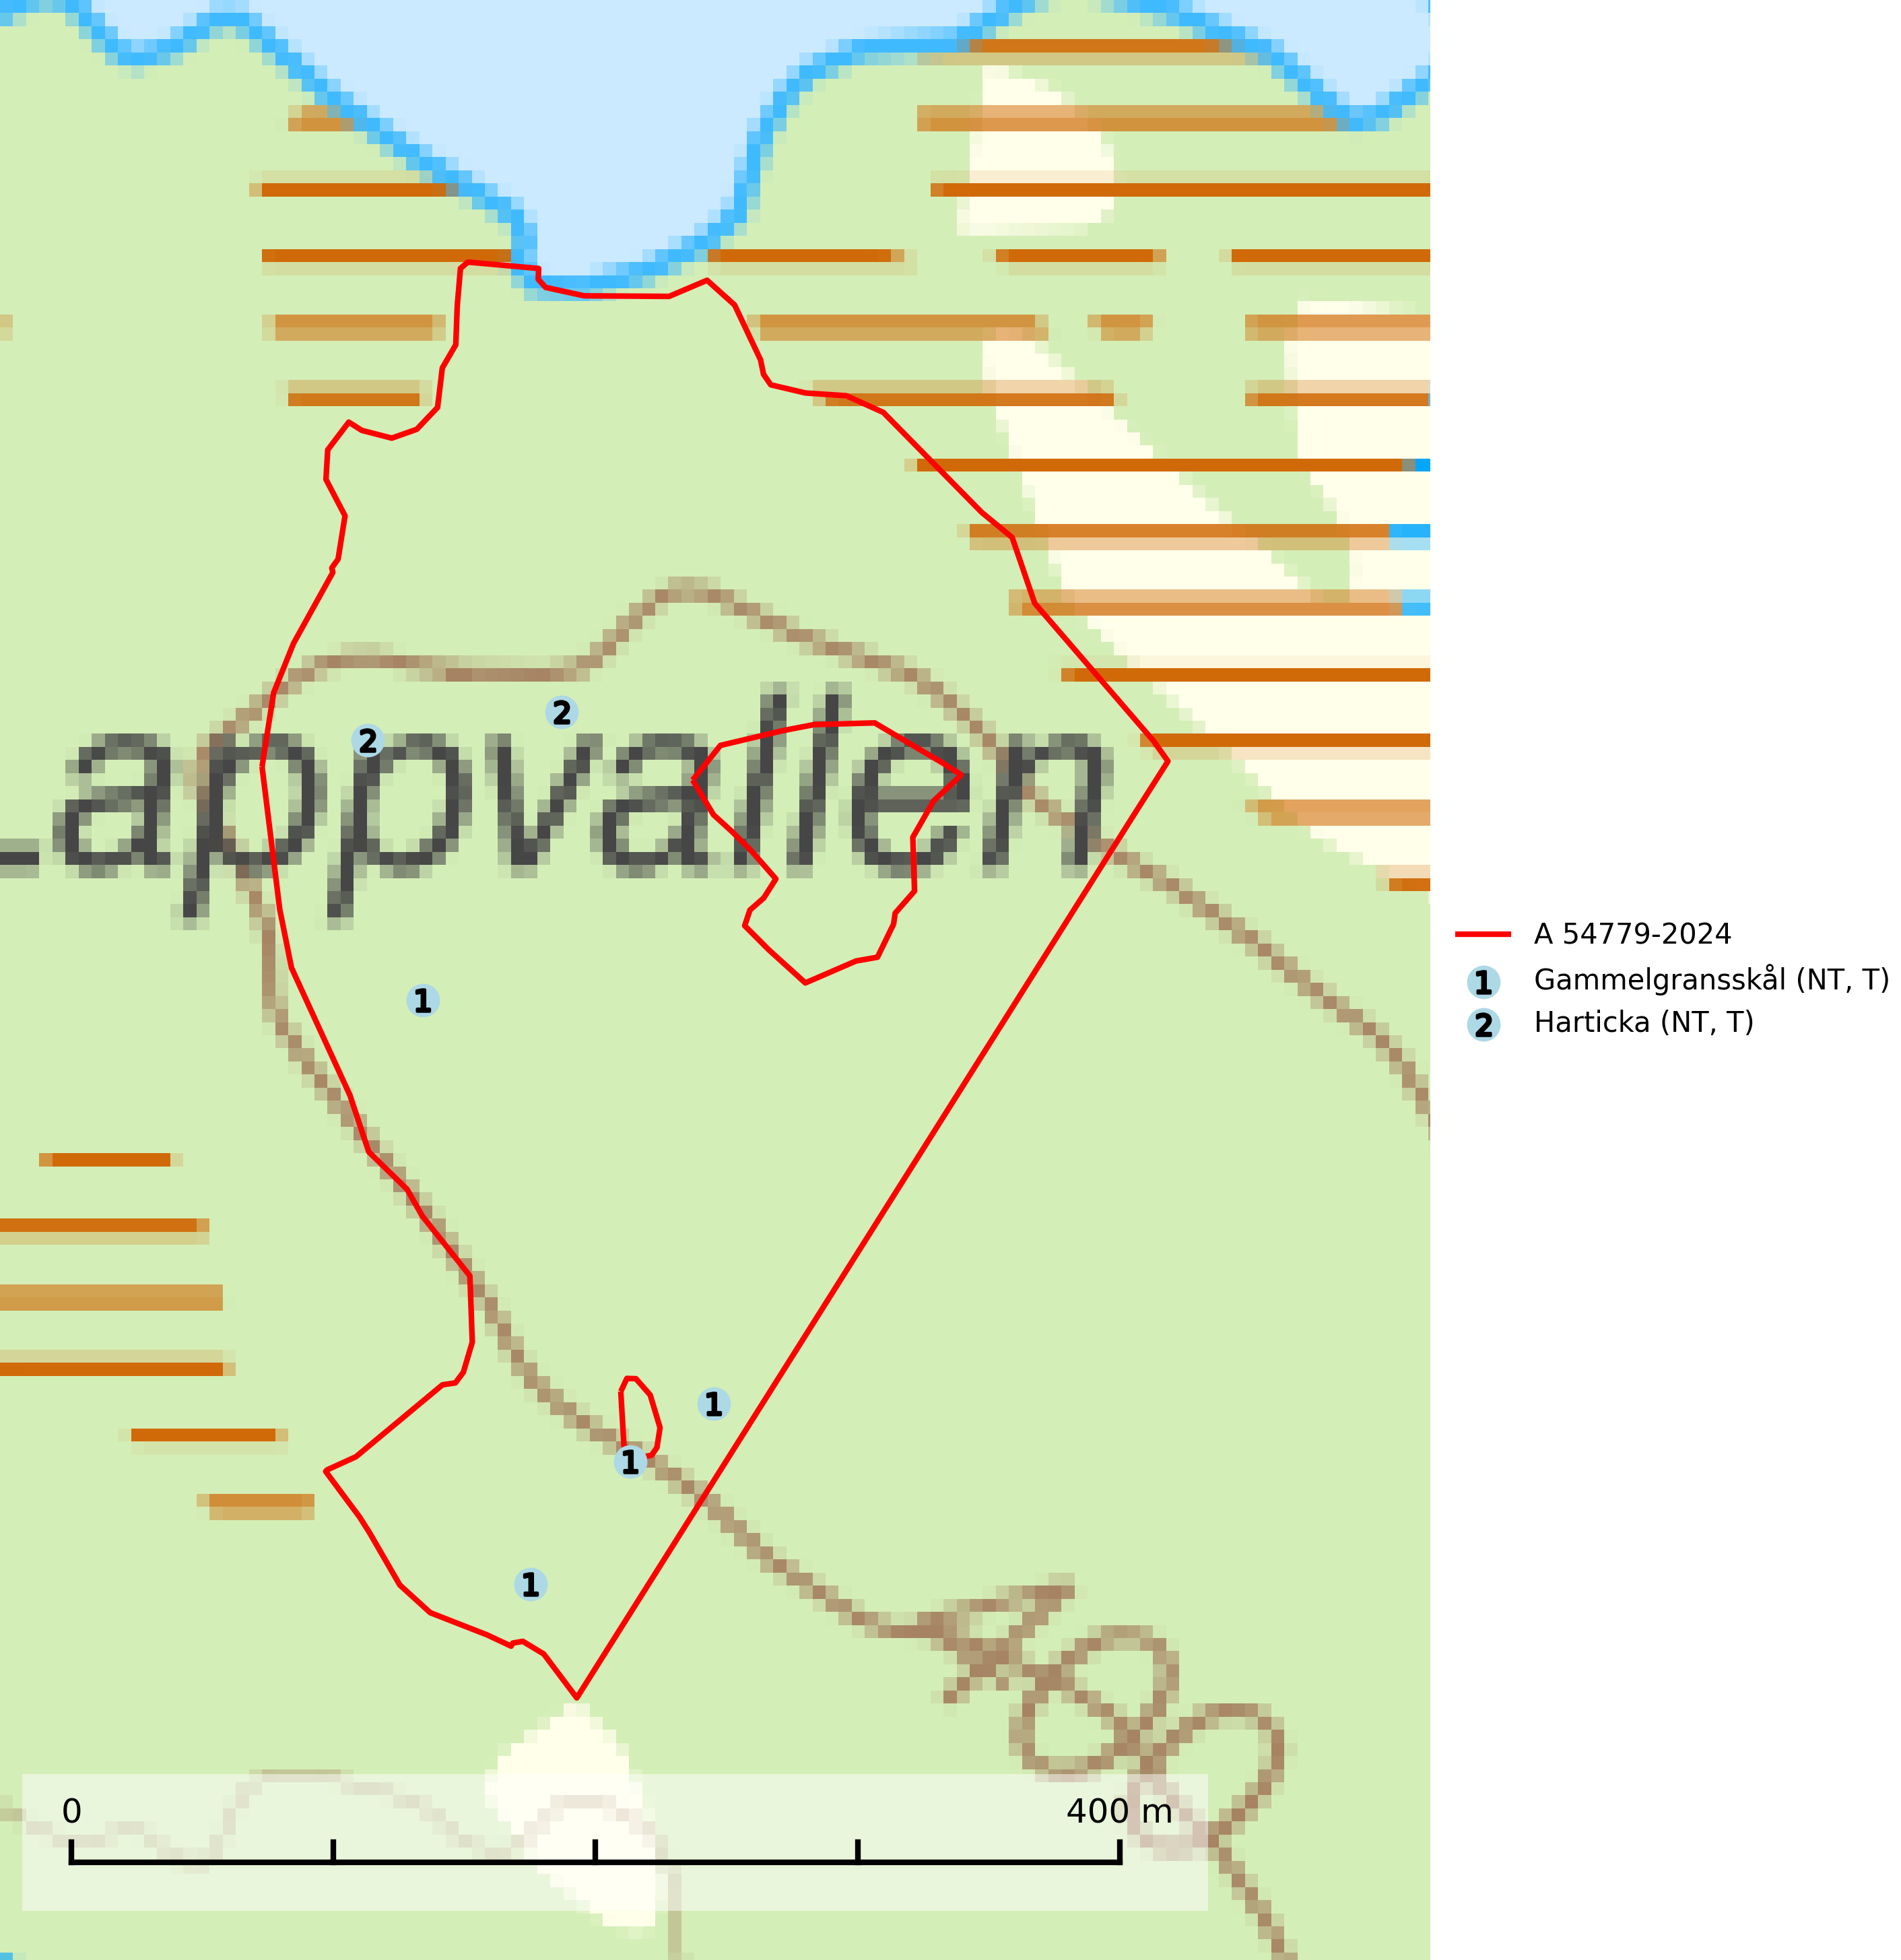 Lappvallen
A 54779-2024
1 Gammelgransskål (NT, T)
2 Harticka (NT, T)
2
2
1
1
1
1
0 400 m